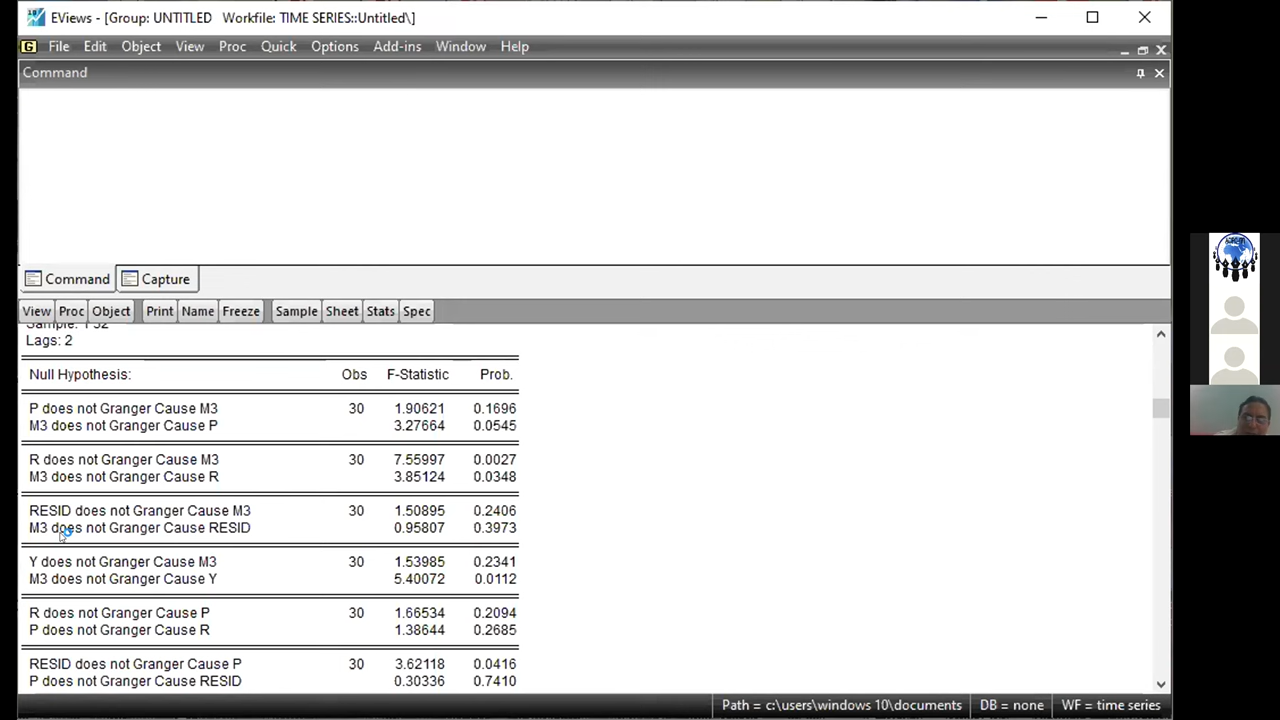 EViews - [Group: UNTITLED Workfile: TIME SERIES::Untitled\]
File Edit Object View Proc Quick Options Add-ins Window Help
Command
Command Capture
View Proc Object Print Name Freeze Sample Sheet Stats Spec
Sample: 1 32
Lags: 2
Null Hypothesis: Obs F-Statistic Prob.
P does not Granger Cause M3 30 1.90621 0.1696
M3 does not Granger Cause P 3.27664 0.0545
R does not Granger Cause M3 30 7.55997 0.0027
M3 does not Granger Cause R 3.85124 0.0348
RESID does not Granger Cause M3 30 1.50895 0.2406
M3 does not Granger Cause RESID 0.95807 0.3973
Y does not Granger Cause M3 30 1.53985 0.2341
M3 does not Granger Cause Y 5.40072 0.0112
R does not Granger Cause P 30 1.66534 0.2094
P does not Granger Cause R 1.38644 0.2685
RESID does not Granger Cause P 30 3.62118 0.0416
P does not Granger Cause RESID 0.30336 0.7410
Path = c:\users\windows 10\documents DB = none WF = time series